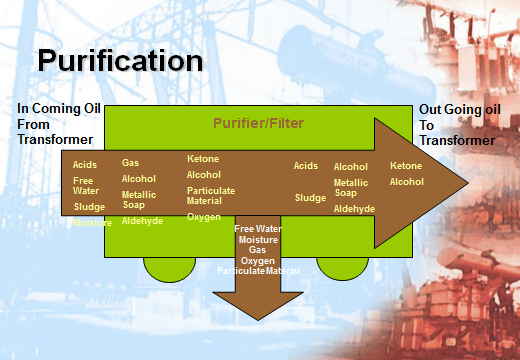 Purification
In Coming Oil
From
Transformer
Purifier/Filter
Out Going oil
To
Transformer
Acids
Free
Water
Sludge
Moisture
Gas
Alcohol
Metallic
Soap
Aldehyde
Ketone
Alcohol
Particulate
Material
Oxygen
Acids
Sludge
Alcohol
Metallic
Soap
Aldehyde
Ketone
Alcohol
Free Water
Moisture
Gas
Oxygen
Particulate Material